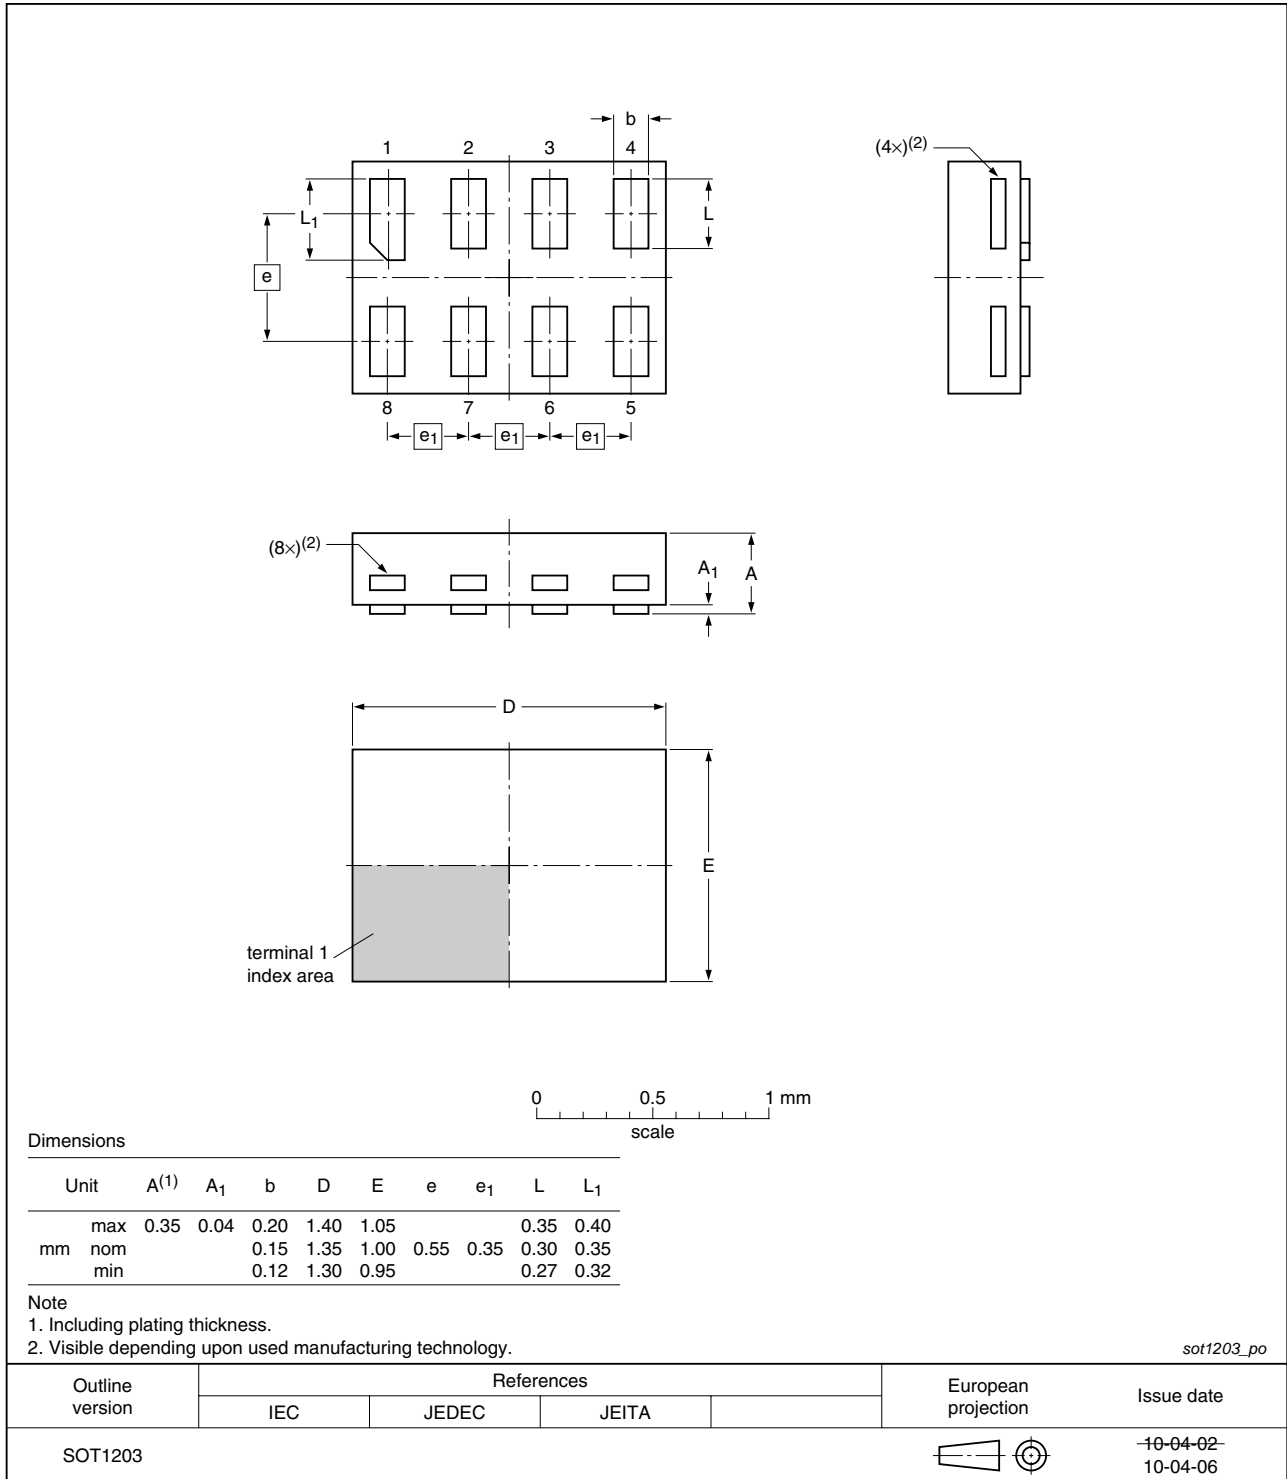 b
1 2 3 4
(4×)(2)
L1
L
e
8 7 6 5
e1 e1 e1
(8×)(2)
A1 A
D
E
terminal 1
index area
0 0.5 1 mm
scale
Dimensions
Unit A(1) A1 b D E e e1 L L1
max 0.35 0.04 0.20 1.40 1.05 0.35 0.40
mm nom 0.15 1.35 1.00 0.55 0.35 0.30 0.35
min 0.12 1.30 0.95 0.27 0.32
Note
1. Including plating thickness.
2. Visible depending upon used manufacturing technology.
sot1203_po
Outline
version
References
IEC JEDEC JEITA
European
projection
Issue date
SOT1203
10-04-02
10-04-06